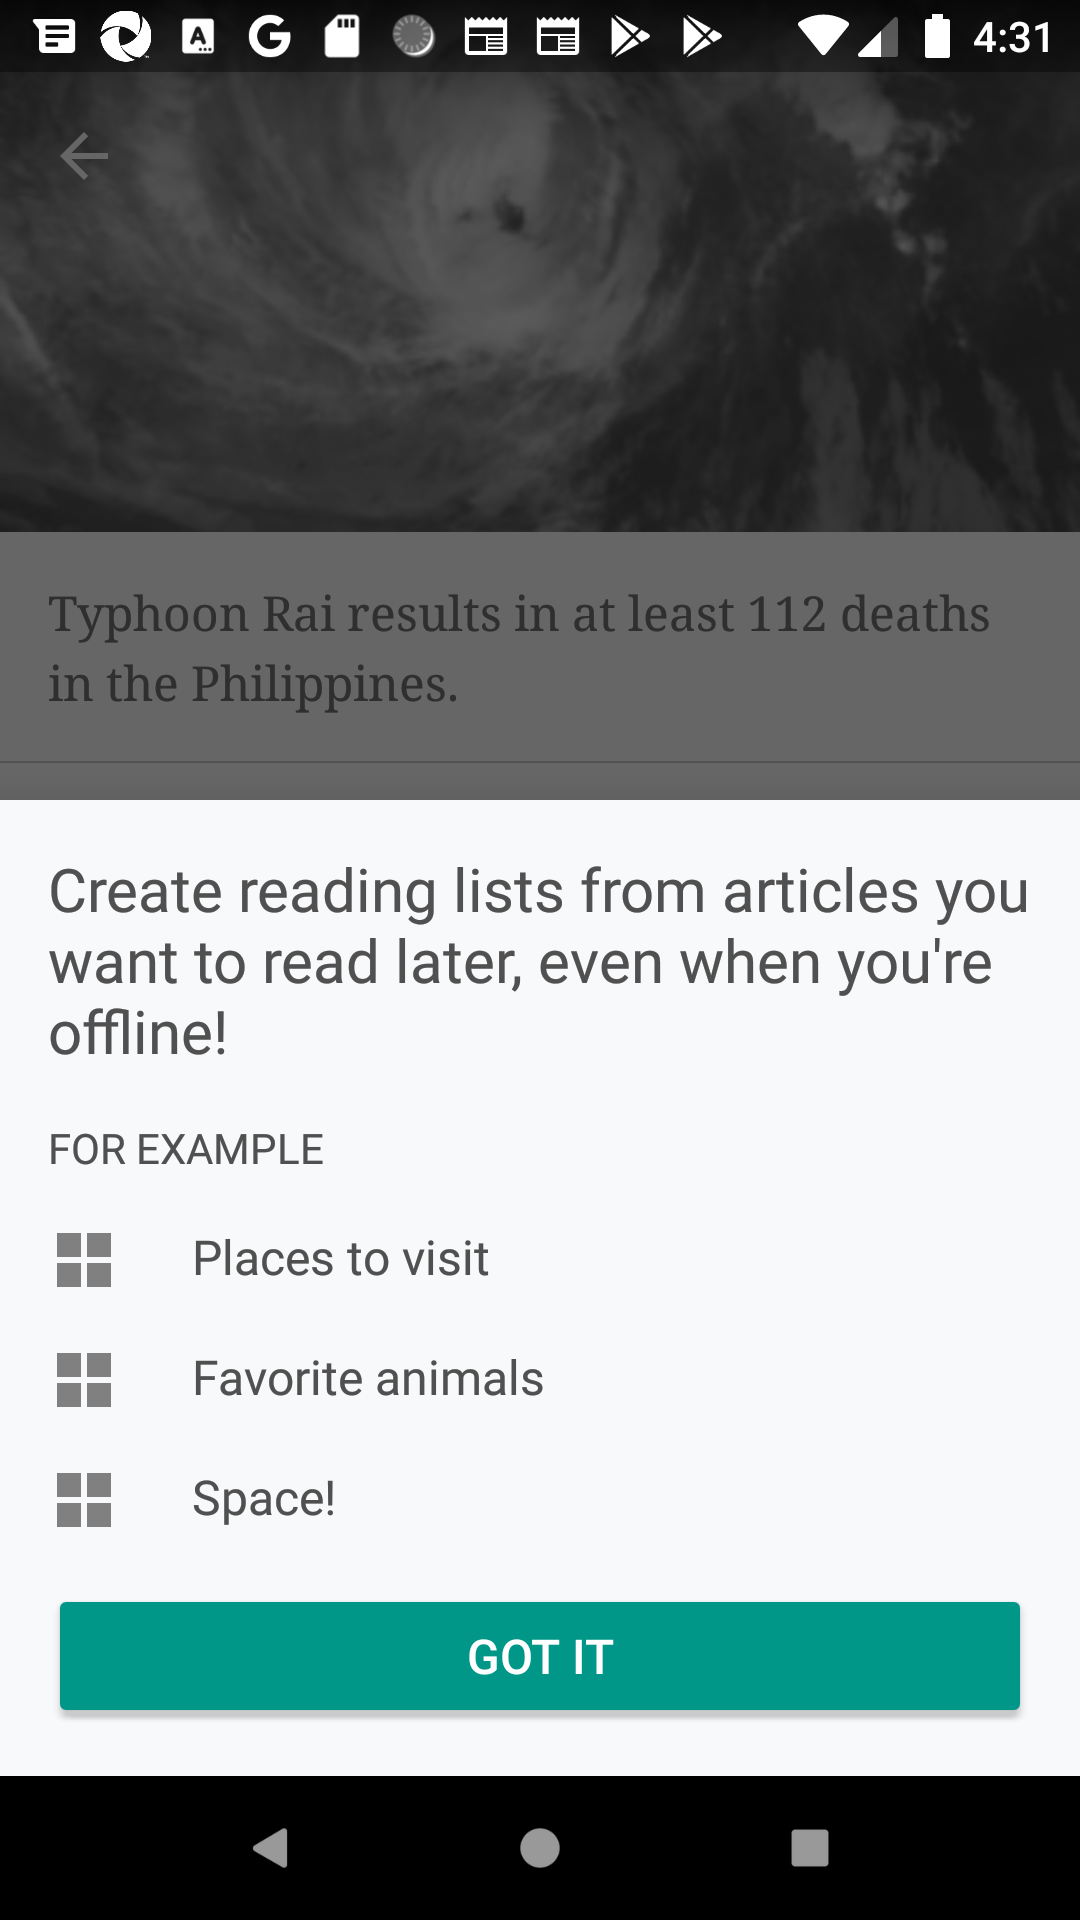 4:31
Typhoon Rai results in at least 112 deaths
in the Philippines.
Create reading lists from articles you
want to read later, even when you're
offline!
FOR EXAMPLE
Places to visit
Favorite animals
Space!
GOT IT